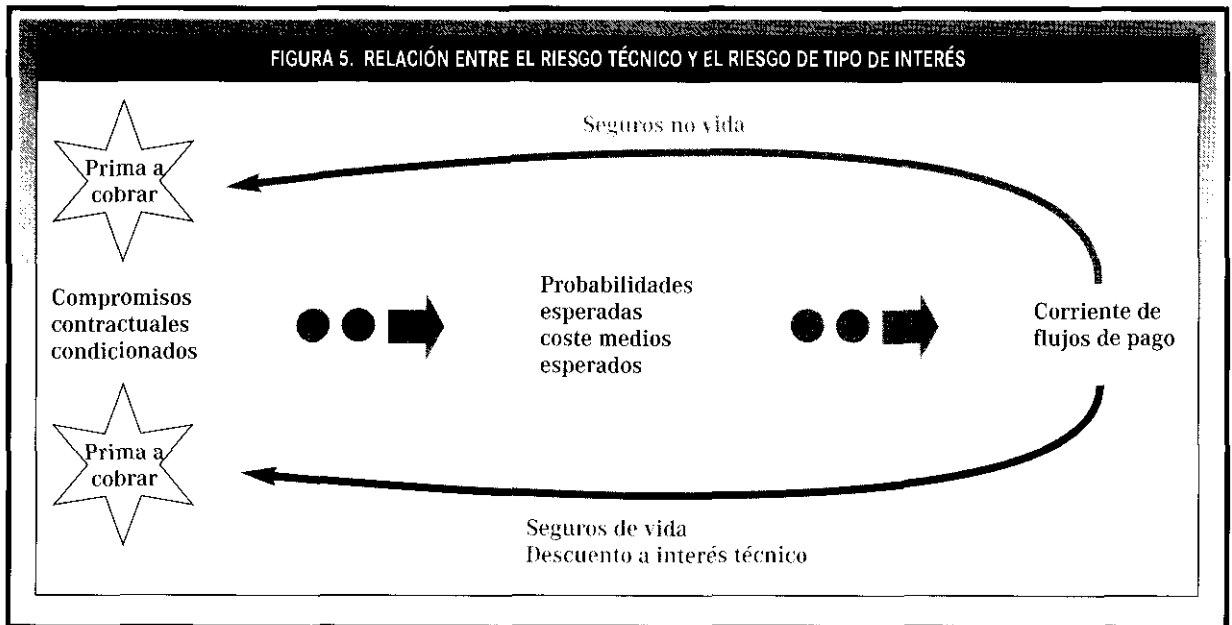 FIGURA 5. RELACIÓN ENTRE EL RIESGO TÉCNICO Y EL RIESGO DE TIPO DE INTERÉS
Seguros no vida
Prima a
cobrar
Compromisos
contractuales
condicionados
Probabilidades
esperadas
coste medios
esperados
Corriente de
flujos de pago
Prima a
cobrar
Seguros de vida
Descuento a interés técnico